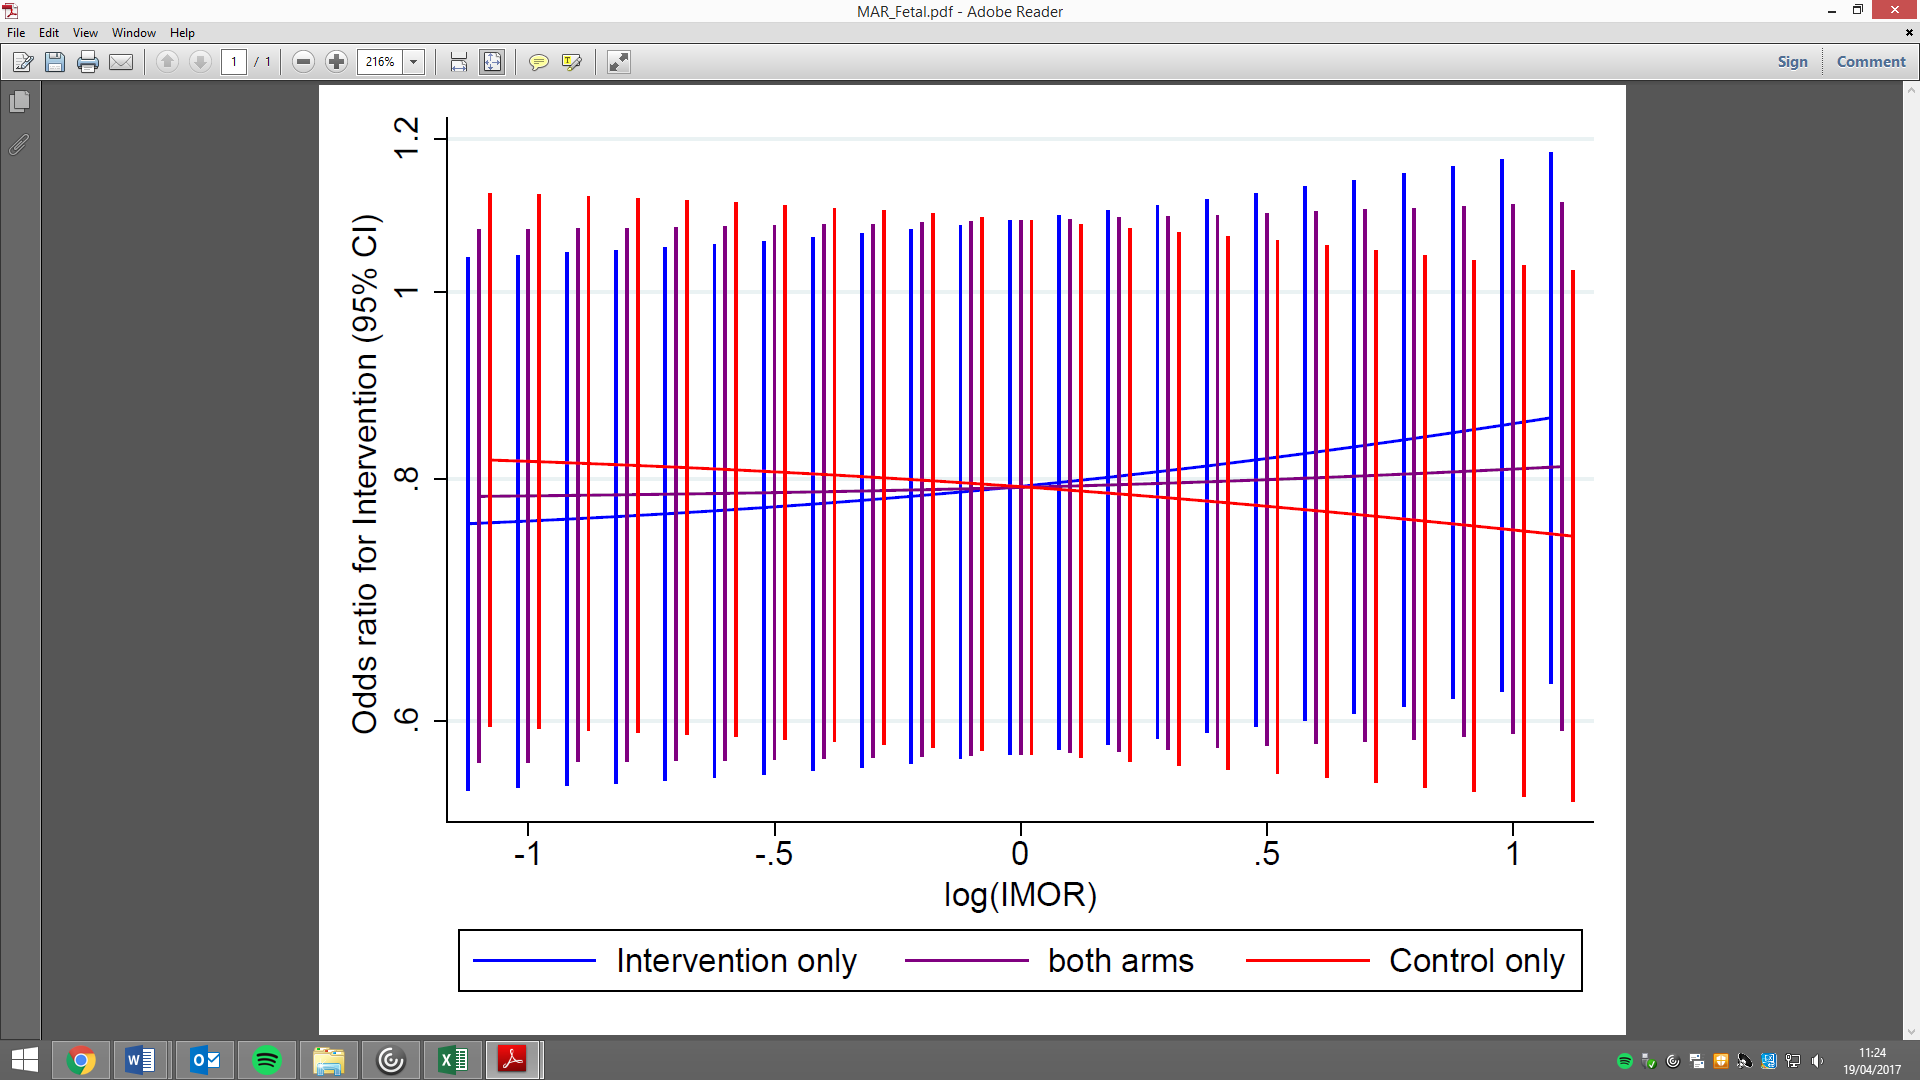 MAR_Fetal.pdf - Adobe Reader
File Edit View Window Help
1 / 1 216% Sign Comment
1.2
1
.8
.6
Odds ratio for Intervention (95% CI)
-1 -.5 0 .5 1
log(IMOR)
Intervention only both arms Control only
11:24
19/04/2017